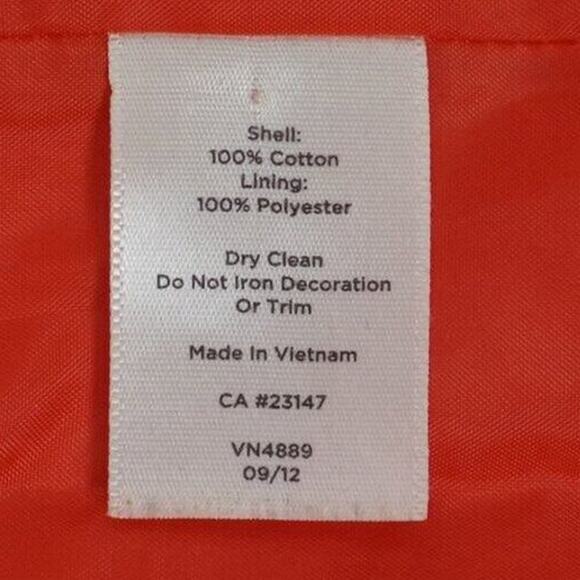 Shell:
100% Cotton
Lining:
100% Polyester
Dry Clean
Do Not Iron Decoration
Or Trim
Made In Vietnam
CA #23147
VN4889
09/12